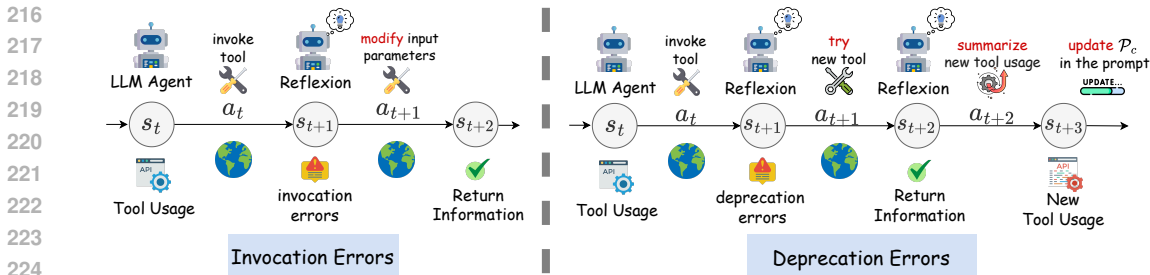 216
217
218
219
220
221
222
223
224
invoke
tool
modify input
parameters
LLM Agent
Reflexion
s_t
a_t
s_{t+1}
a_{t+1}
s_{t+2}
API
Tool Usage
invocation
errors
Return
Information
Invocation Errors
invoke
tool
try
new tool
summarize
new tool usage
update P_c
in the prompt
UPDATE...
LLM Agent
Reflexion
Reflexion
s_t
a_t
s_{t+1}
a_{t+1}
s_{t+2}
a_{t+2}
s_{t+3}
API
API
Tool Usage
deprecation
errors
Return
Information
New
Tool Usage
Deprecation Errors